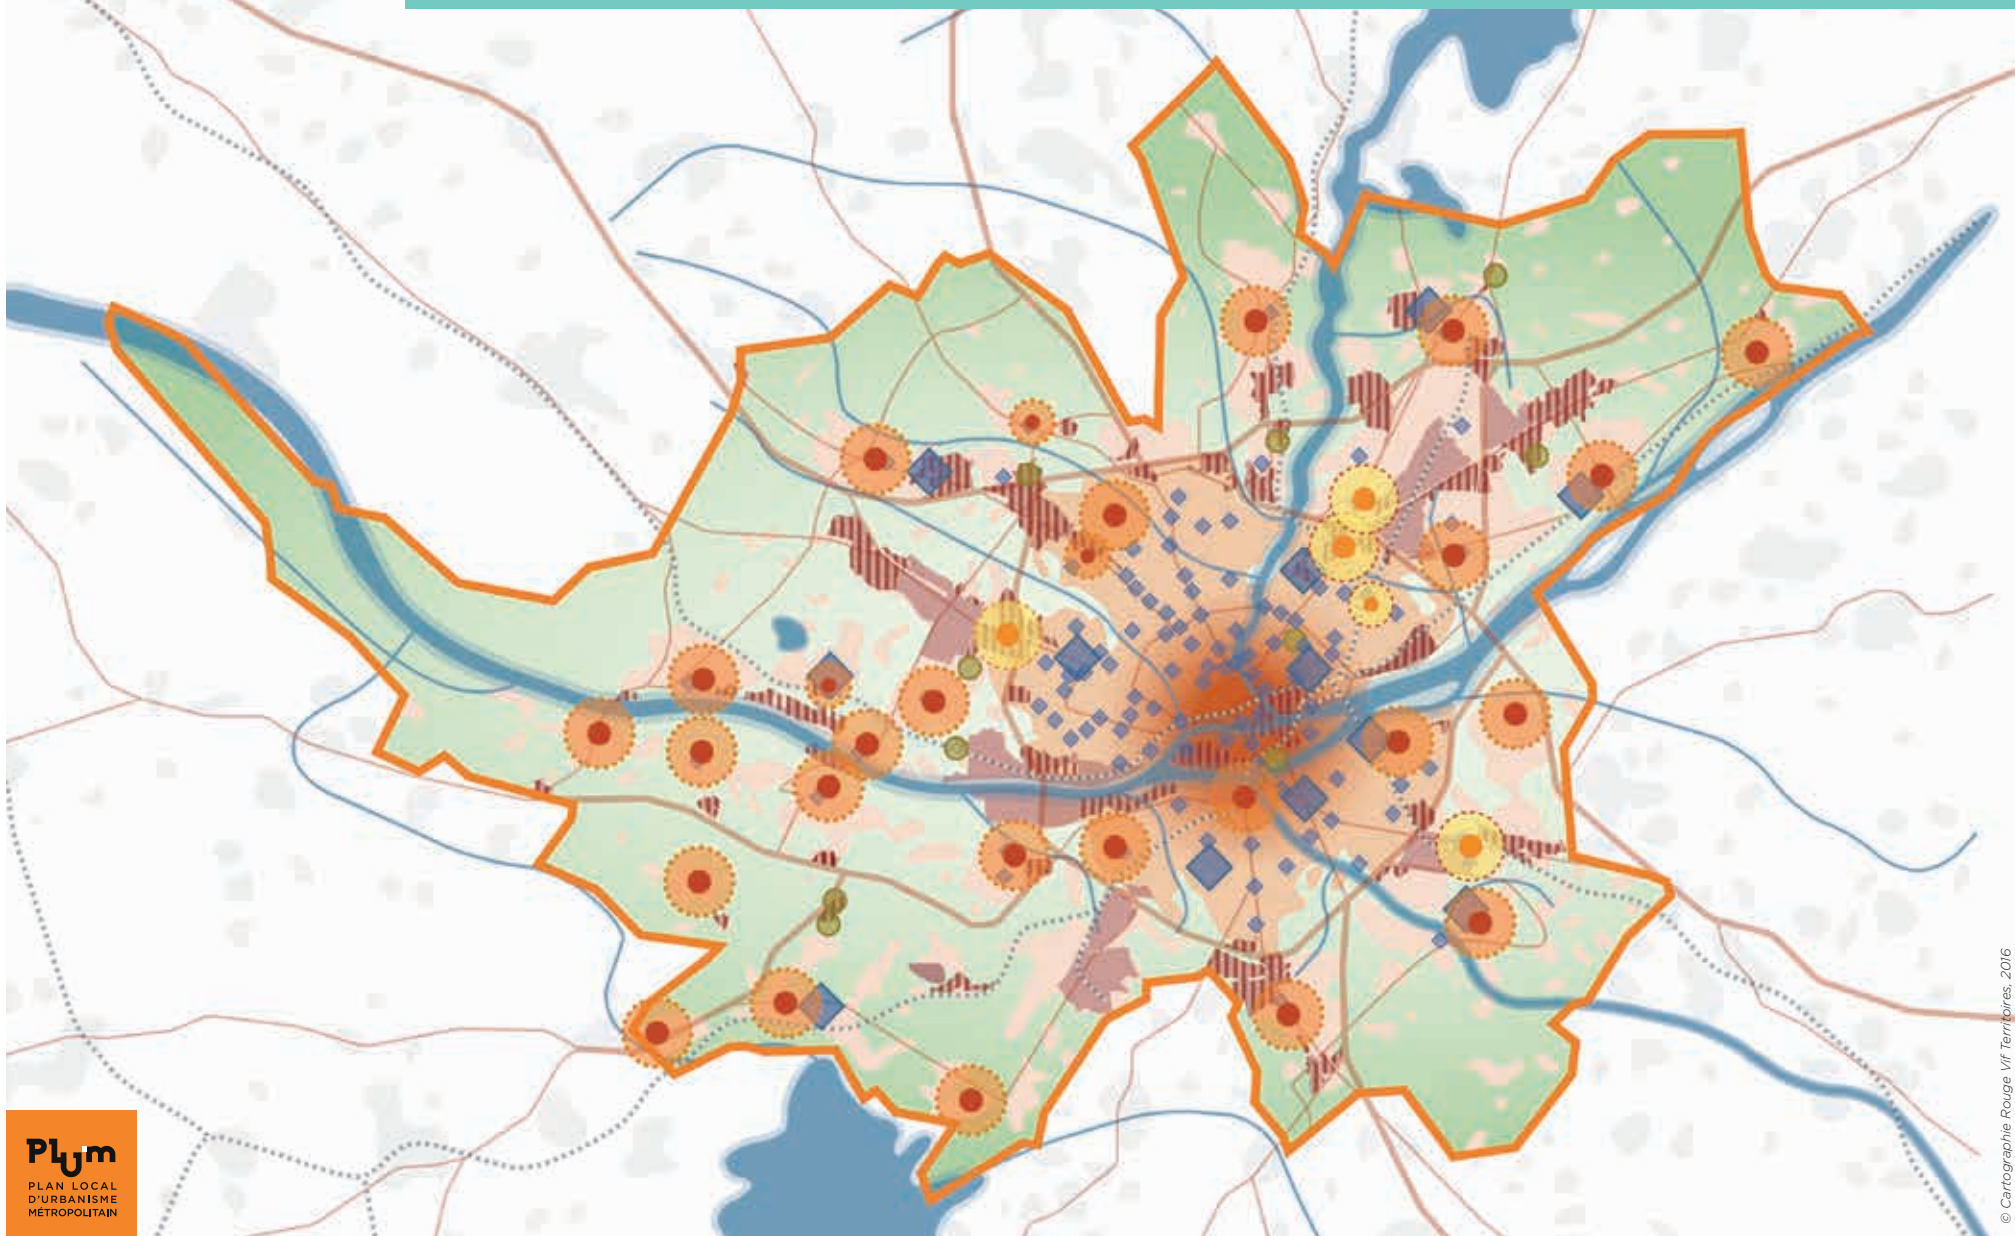 PLUm
PLAN LOCAL
D'URBANISME
MÉTROPOLITAIN
© Cartographie Rouge Vif Territoires, 2016